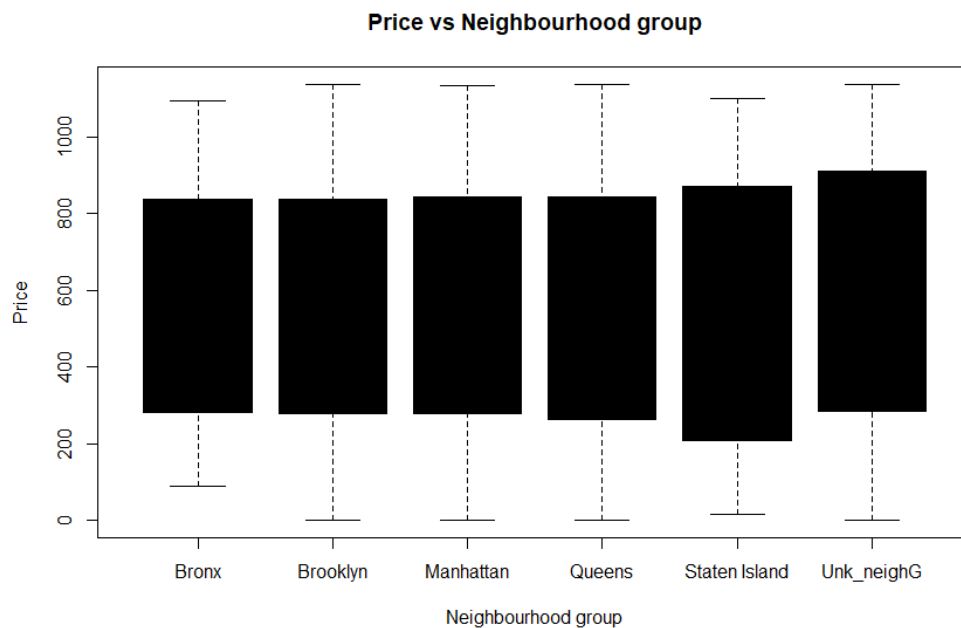 Price vs Neighbourhood group
1000
800
600
400
200
0
Price
Bronx Brooklyn Manhattan Queens Staten Island Unk_neighG
Neighbourhood group